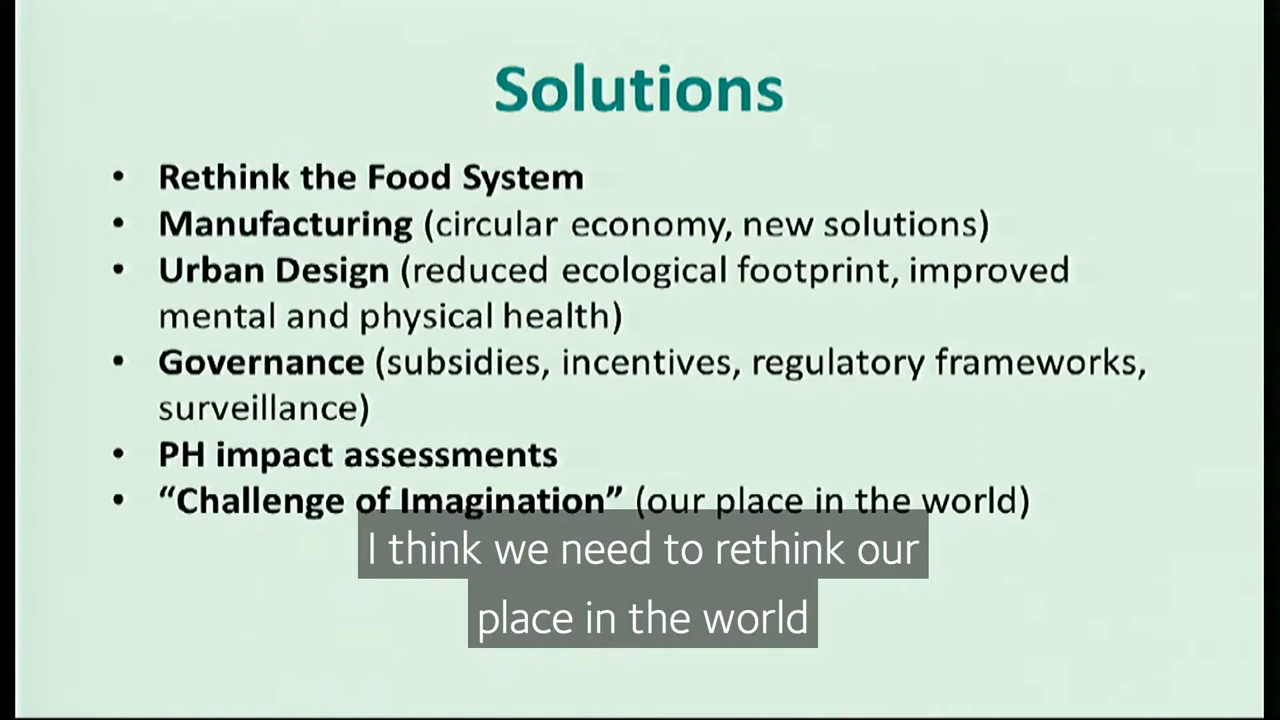 Solutions
• Rethink the Food System
• Manufacturing (circular economy, new solutions)
• Urban Design (reduced ecological footprint, improved
mental and physical health)
• Governance (subsidies, incentives, regulatory frameworks,
surveillance)
• PH impact assessments
• “Challenge of Imagination” (our place in the world)
I think we need to rethink our
place in the world